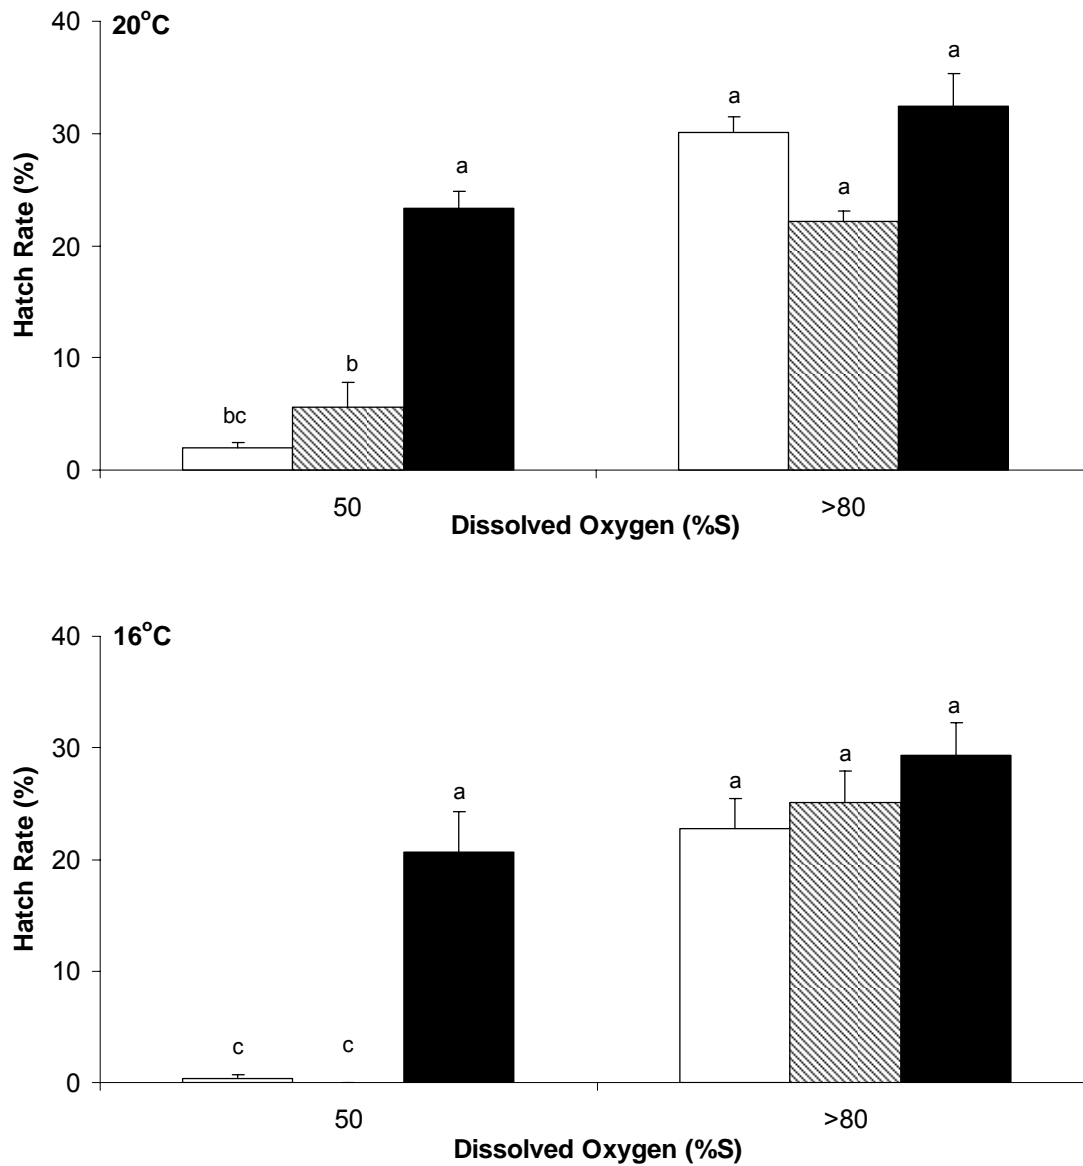 40
20°C
a
a
30
a
a
20
Hatch Rate (%)
10
b
bc
0
50
>80
Dissolved Oxygen (%S)
40
16°C
a
30
a
a
a
20
Hatch Rate (%)
10
c
c
0
50
>80
Dissolved Oxygen (%S)